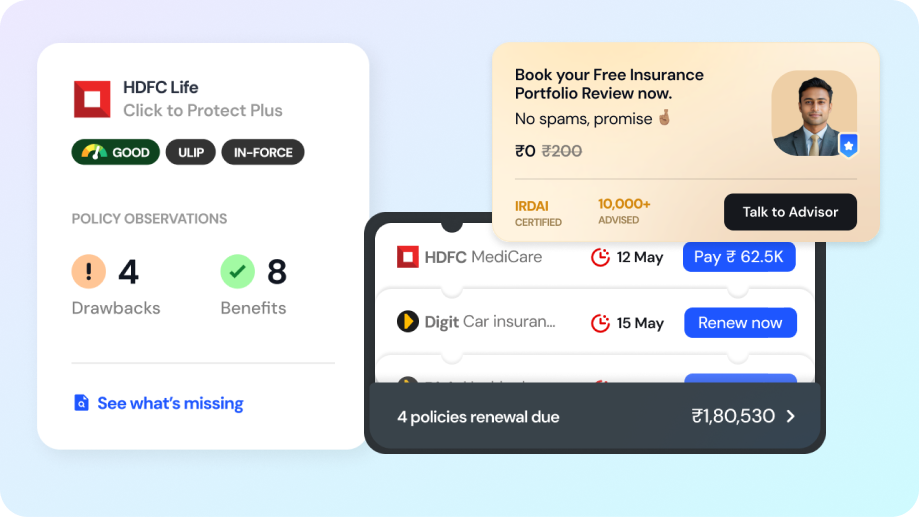 HDFC Life
Click to Protect Plus
GOOD
ULIP
IN-FORCE
POLICY OBSERVATIONS
4
Drawbacks
8
Benefits
See what's missing
Book your Free Insurance
Portfolio Review now.
No spams, promise 🤞🏽
₹0 ₹200
IRDAI
CERTIFIED
10,000+
ADVISED
Talk to Advisor
HDFC MediCare
12 May
Pay ₹ 62.5K
Digit Car insuran...
15 May
Renew now
4 policies renewal due
₹1,80,530